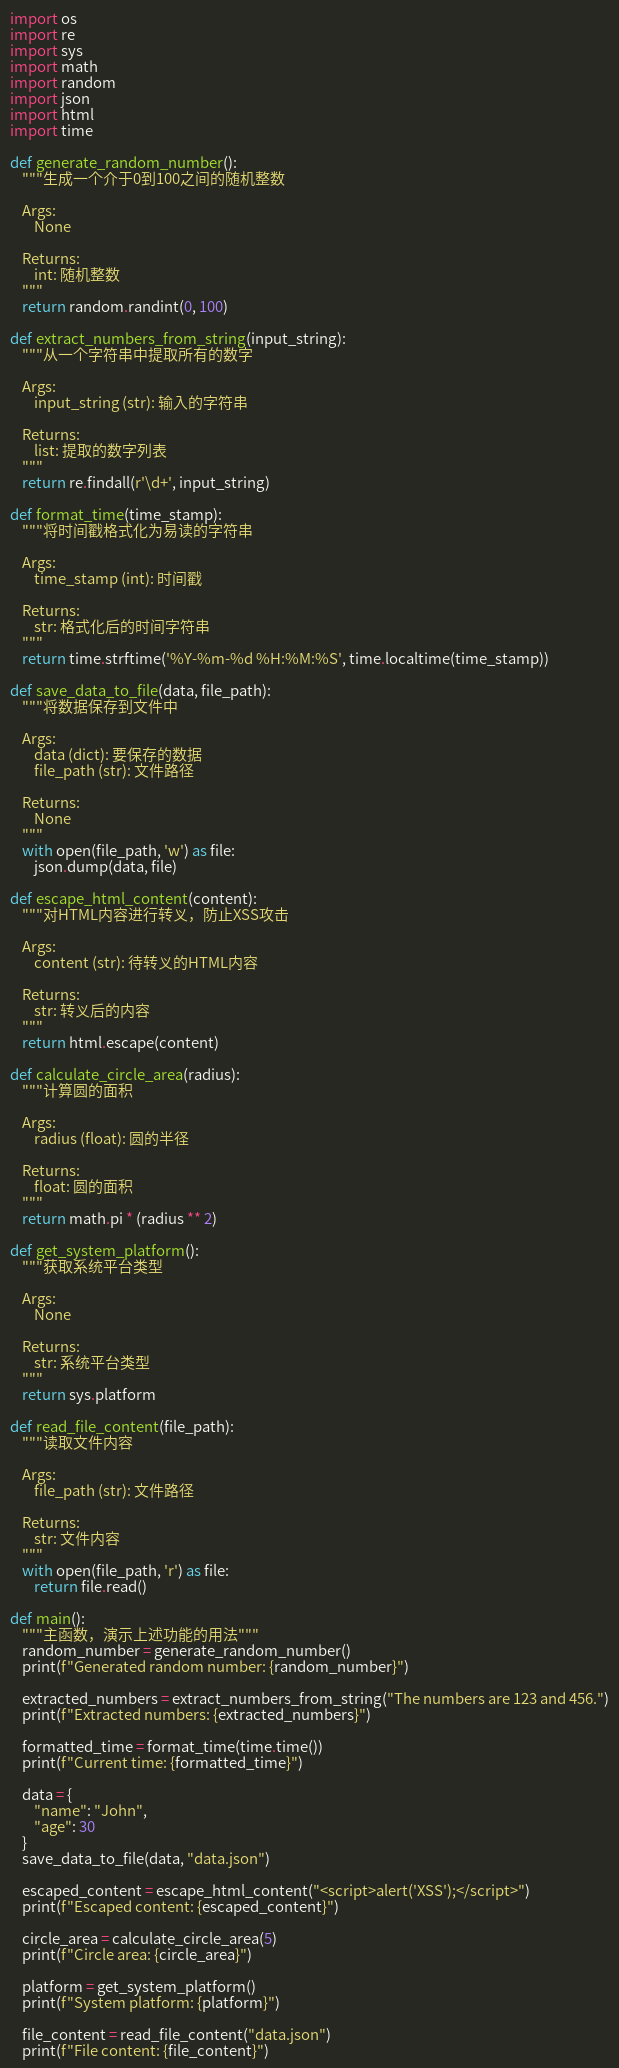 import os
import re
import sys
import math
import random
import json
import html
import time

def generate_random_number():
    """生成一个介于0到100之间的随机整数

    Args:
        None

    Returns:
        int: 随机整数
    """
    return random.randint(0, 100)

def extract_numbers_from_string(input_string):
    """从一个字符串中提取所有的数字

    Args:
        input_string (str): 输入的字符串

    Returns:
        list: 提取的数字列表
    """
    return re.findall(r'\d+', input_string)

def format_time(time_stamp):
    """将时间戳格式化为易读的字符串

    Args:
        time_stamp (int): 时间戳

    Returns:
        str: 格式化后的时间字符串
    """
    return time.strftime('%Y-%m-%d %H:%M:%S', time.localtime(time_stamp))

def save_data_to_file(data, file_path):
    """将数据保存到文件中

    Args:
        data (dict): 要保存的数据
        file_path (str): 文件路径

    Returns:
        None
    """
    with open(file_path, 'w') as file:
        json.dump(data, file)

def escape_html_content(content):
    """对HTML内容进行转义，防止XSS攻击

    Args:
        content (str): 待转义的HTML内容

    Returns:
        str: 转义后的内容
    """
    return html.escape(content)

def calculate_circle_area(radius):
    """计算圆的面积

    Args:
        radius (float): 圆的半径

    Returns:
        float: 圆的面积
    """
    return math.pi * (radius ** 2)

def get_system_platform():
    """获取系统平台类型

    Args:
        None

    Returns:
        str: 系统平台类型
    """
    return sys.platform

def read_file_content(file_path):
    """读取文件内容

    Args:
        file_path (str): 文件路径

    Returns:
        str: 文件内容
    """
    with open(file_path, 'r') as file:
        return file.read()

def main():
    """主函数，演示上述功能的用法"""
    random_number = generate_random_number()
    print(f"Generated random number: {random_number}")

    extracted_numbers = extract_numbers_from_string("The numbers are 123 and 456.")
    print(f"Extracted numbers: {extracted_numbers}")

    formatted_time = format_time(time.time())
    print(f"Current time: {formatted_time}")

    data = {
        "name": "John",
        "age": 30
    }
    save_data_to_file(data, "data.json")

    escaped_content = escape_html_content("<script>alert('XSS');</script>")
    print(f"Escaped content: {escaped_content}")

    circle_area = calculate_circle_area(5)
    print(f"Circle area: {circle_area}")

    platform = get_system_platform()
    print(f"System platform: {platform}")

    file_content = read_file_content("data.json")
    print(f"File content: {file_content}")